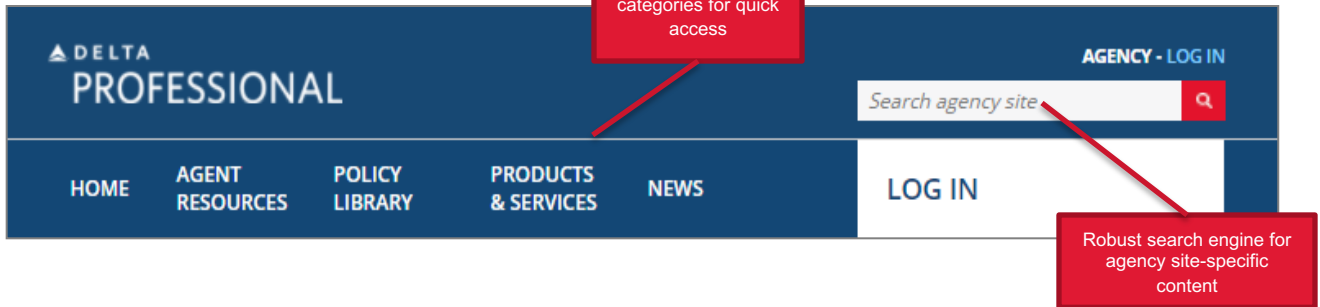 categories for quick
access
DELTA
PROFESSIONAL
AGENCY - LOG IN
Search agency site
HOME
AGENT
RESOURCES
POLICY
LIBRARY
PRODUCTS
& SERVICES
NEWS
LOG IN
Robust search engine for
agency site-specific
content